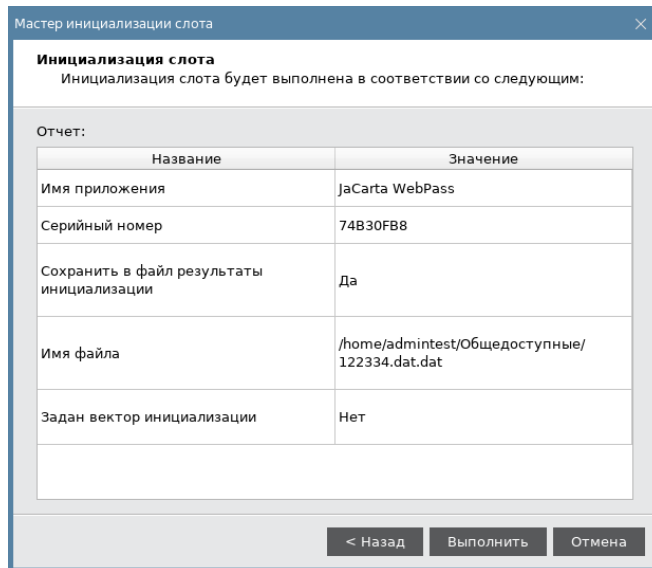 Мастер инициализации слота
Инициализация слота
Инициализация слота будет выполнена в соответствии со следующим:
Отчет:
Название Значение
Имя приложения JaCarta WebPass
Серийный номер 74B30FB8
Сохранить в файл результаты
инициализации Да
Имя файла /home/admintest/Общедоступные/
122334.dat.dat
Задан вектор инициализации Нет
< Назад Выполнить Отмена